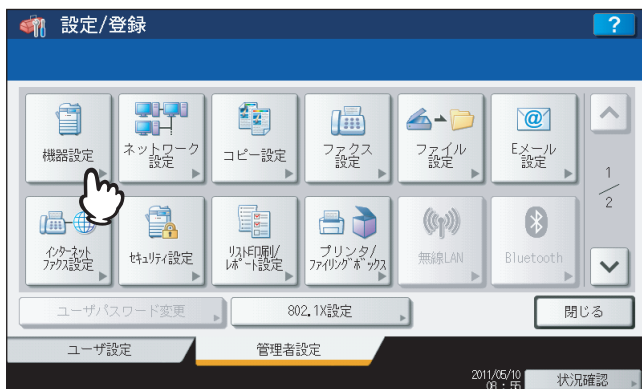 設定/登録
?
機器設定
ネットワーク
設定
コピー設定
ファクス
設定
ファイル
設定
Eメール
設定
1
/
2
インターネット
ファクス設定
セキュリティ設定
リスト印刷/
レポート設定
プリンタ/
ファイリングボックス
無線LAN
Bluetooth
ユーザパスワード変更
802.1X設定
閉じる
ユーザ設定
管理者設定
2011/05/10
08:55
状況確認